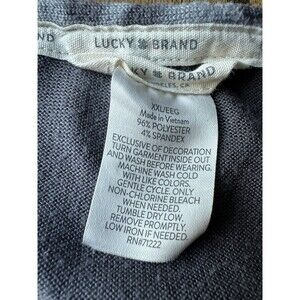 LUCKY BRAND
LUCKY BRAND
ELES, CA
XXL/EEG
Made in Vietnam
96% POLYESTER
4% SPANDEX
EXCLUSIVE OF DECORATION
TURN GARMENT INSIDE OUT
AND WASH BEFORE WEARING.
MACHINE WASH COLD
WITH LIKE COLORS.
GENTLE CYCLE. ONLY
NON-CHLORINE BLEACH
WHEN NEEDED.
TUMBLE DRY LOW.
REMOVE PROMPTLY.
LOW IRON IF NEEDED.
RN#71222